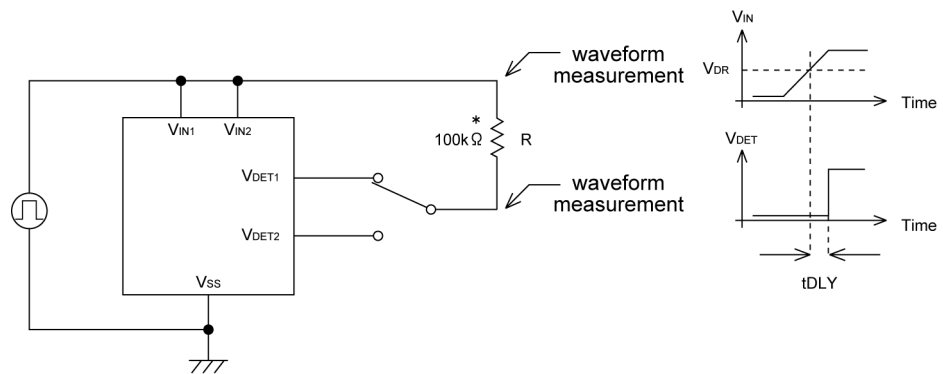 waveform
measurement
VIN1
VIN2
*
100kΩ
R
VDET1
waveform
measurement
VDET2
VSS
VIN
VDR
Time
VDET
Time
tDLY